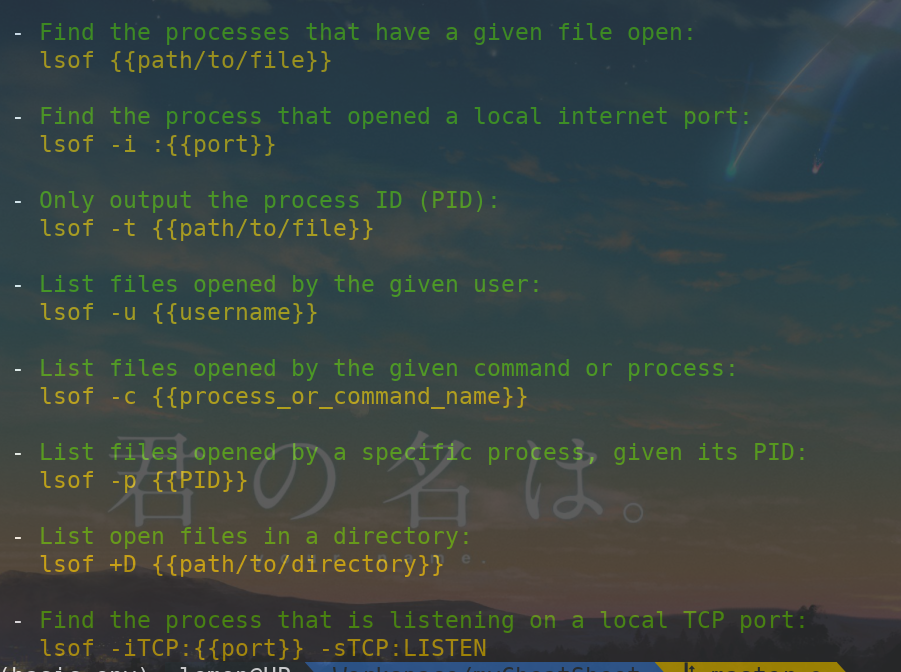 - Find the processes that have a given file open:
lsof {{path/to/file}}
- Find the process that opened a local internet port:
lsof -i :{{port}}
- Only output the process ID (PID):
lsof -t {{path/to/file}}
- List files opened by the given user:
lsof -u {{username}}
- List files opened by the given command or process:
lsof -c {{process_or_command_name}}
- List files opened by a specific process, given its PID:
君の名は。
lsof -p {{PID}}
- List open files in a directory:
your name.
lsof +D {{path/to/directory}}
- Find the process that is listening on a local TCP port:
lsof -iTCP:{{port}} -sTCP:LISTEN